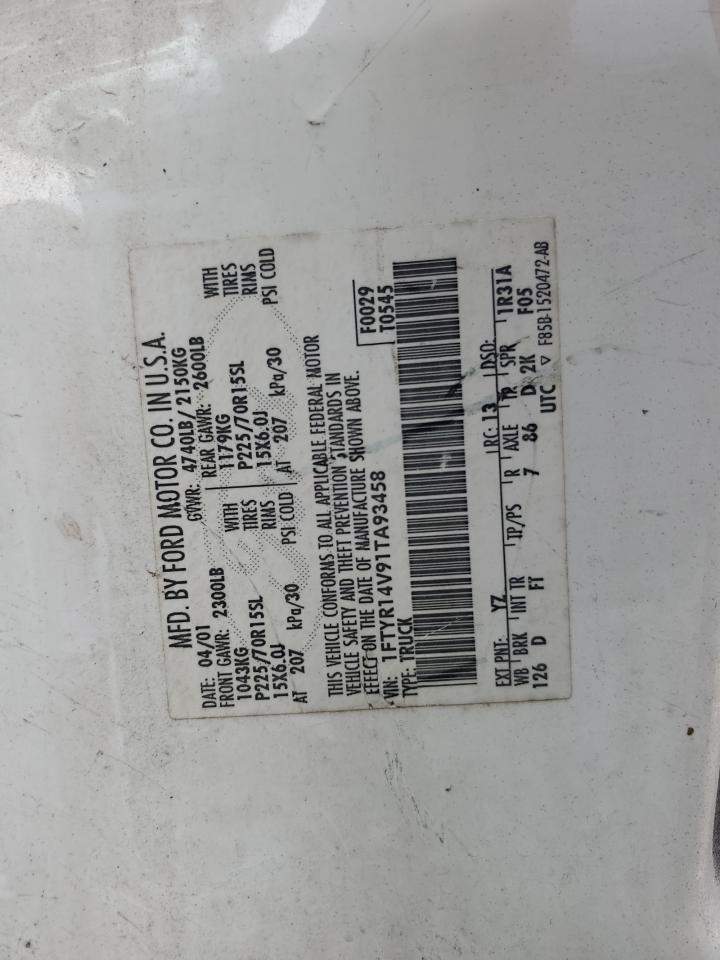 MFD. BY FORD MOTOR CO. IN U.S.A.
DATE: 04/01 GVWR: 4740LB / 2150KG
FRONT GAWR: 2300LB REAR GAWR: 2600LB
1043KG WITH 1179KG WITH
P225/70R15SL TIRES P225/70R15SL TIRES
15X6.0J RIMS 15X6.0J RIMS
AT 207 kPa/30 PSI COLD AT 207 kPa/30 PSI COLD
THIS VEHICLE CONFORMS TO ALL APPLICABLE FEDERAL MOTOR
VEHICLE SAFETY AND THEFT PREVENTION STANDARDS IN
EFFECT ON THE DATE OF MANUFACTURE SHOWN ABOVE.
VIN: 1FTYR14V91TA93458 F0029
TYPE: TRUCK T0545
EXT PNT: YZ RC: 13 DSO:
WB BRK INT TR TP/PS R AXLE TR SPR 1R31A
126 D FT 7 86 D 2K F05
UTC ▽ F85B-1520472-AB